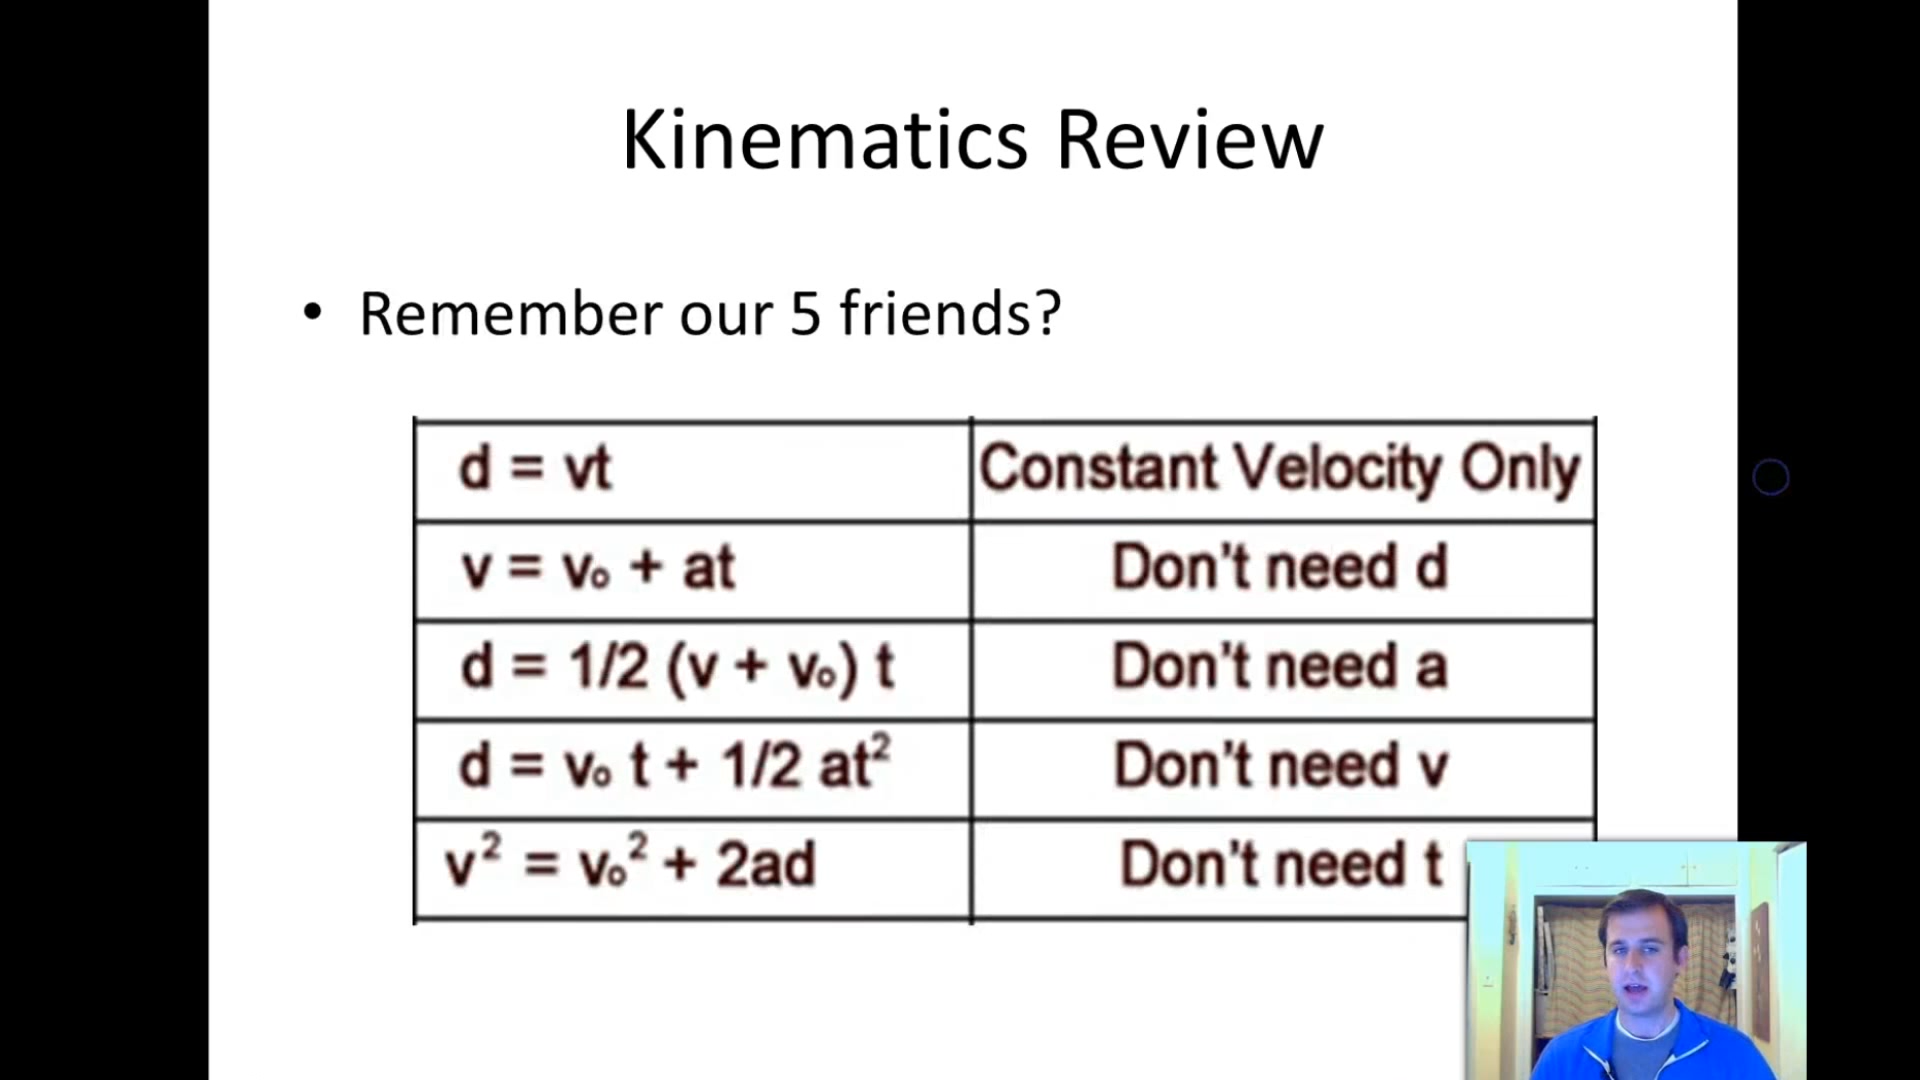 Kinematics Review
• Remember our 5 friends?
d = vt Constant Velocity Only
v = v₀ + at Don't need d
d = 1/2 (v + v₀) t Don't need a
d = v₀ t + 1/2 at² Don't need v
v² = v₀² + 2ad Don't need t